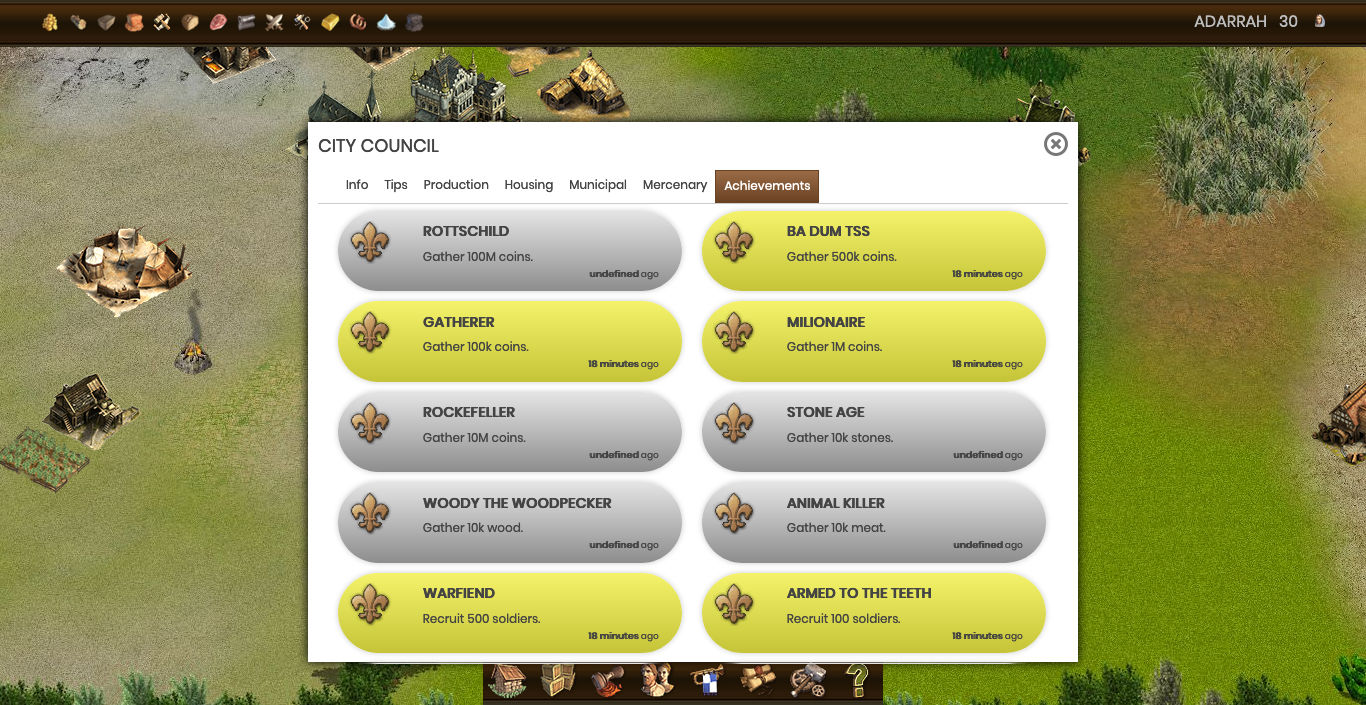 ADARRAH 30
CITY COUNCIL
Info Tips Production Housing Municipal Mercenary Achievements
ROTTSCHILD
Gather 100M coins.
undefined ago
BA DUM TSS
Gather 500k coins.
18 minutes ago
GATHERER
Gather 100k coins.
18 minutes ago
MILIONAIRE
Gather 1M coins.
18 minutes ago
ROCKEFELLER
Gather 10M coins.
undefined ago
STONE AGE
Gather 10k stones.
undefined ago
WOODY THE WOODPECKER
Gather 10k wood.
undefined ago
ANIMAL KILLER
Gather 10k meat.
undefined ago
WARFIEND
Recruit 500 soldiers.
18 minutes ago
ARMED TO THE TEETH
Recruit 100 soldiers.
18 minutes ago
?